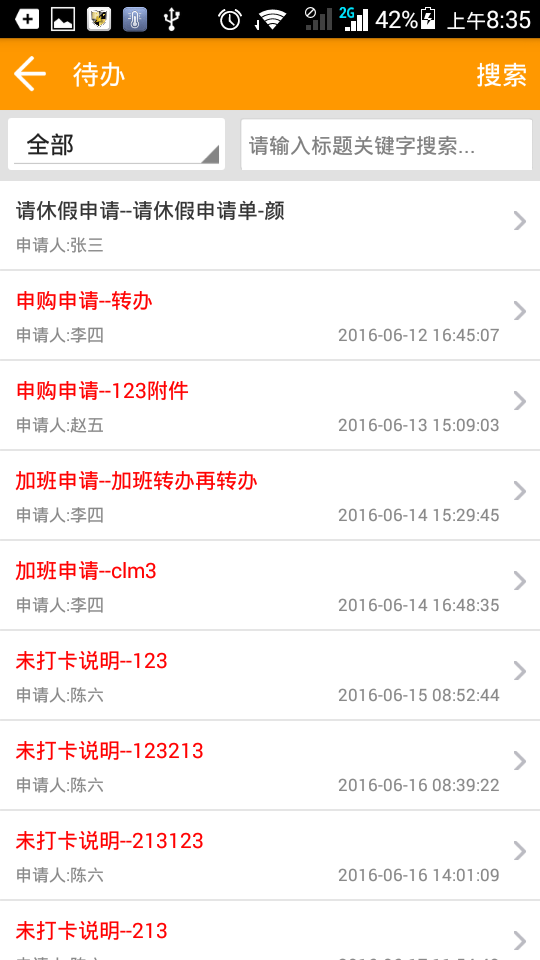 2G 42% 上午8:35
待办 搜索
全部 请输入标题关键字搜索...
请休假申请--请休假申请单-颜
申请人:张三
申购申请--转办
申请人:李四 2016-06-12 16:45:07
申购申请--123附件
申请人:赵五 2016-06-13 15:09:03
加班申请--加班转办再转办
申请人:李四 2016-06-14 15:29:45
加班申请--clm3
申请人:李四 2016-06-14 16:48:35
未打卡说明--123
申请人:陈六 2016-06-15 08:52:44
未打卡说明--123213
申请人:陈六 2016-06-16 08:39:22
未打卡说明--213123
申请人:陈六 2016-06-16 14:01:09
未打卡说明--213